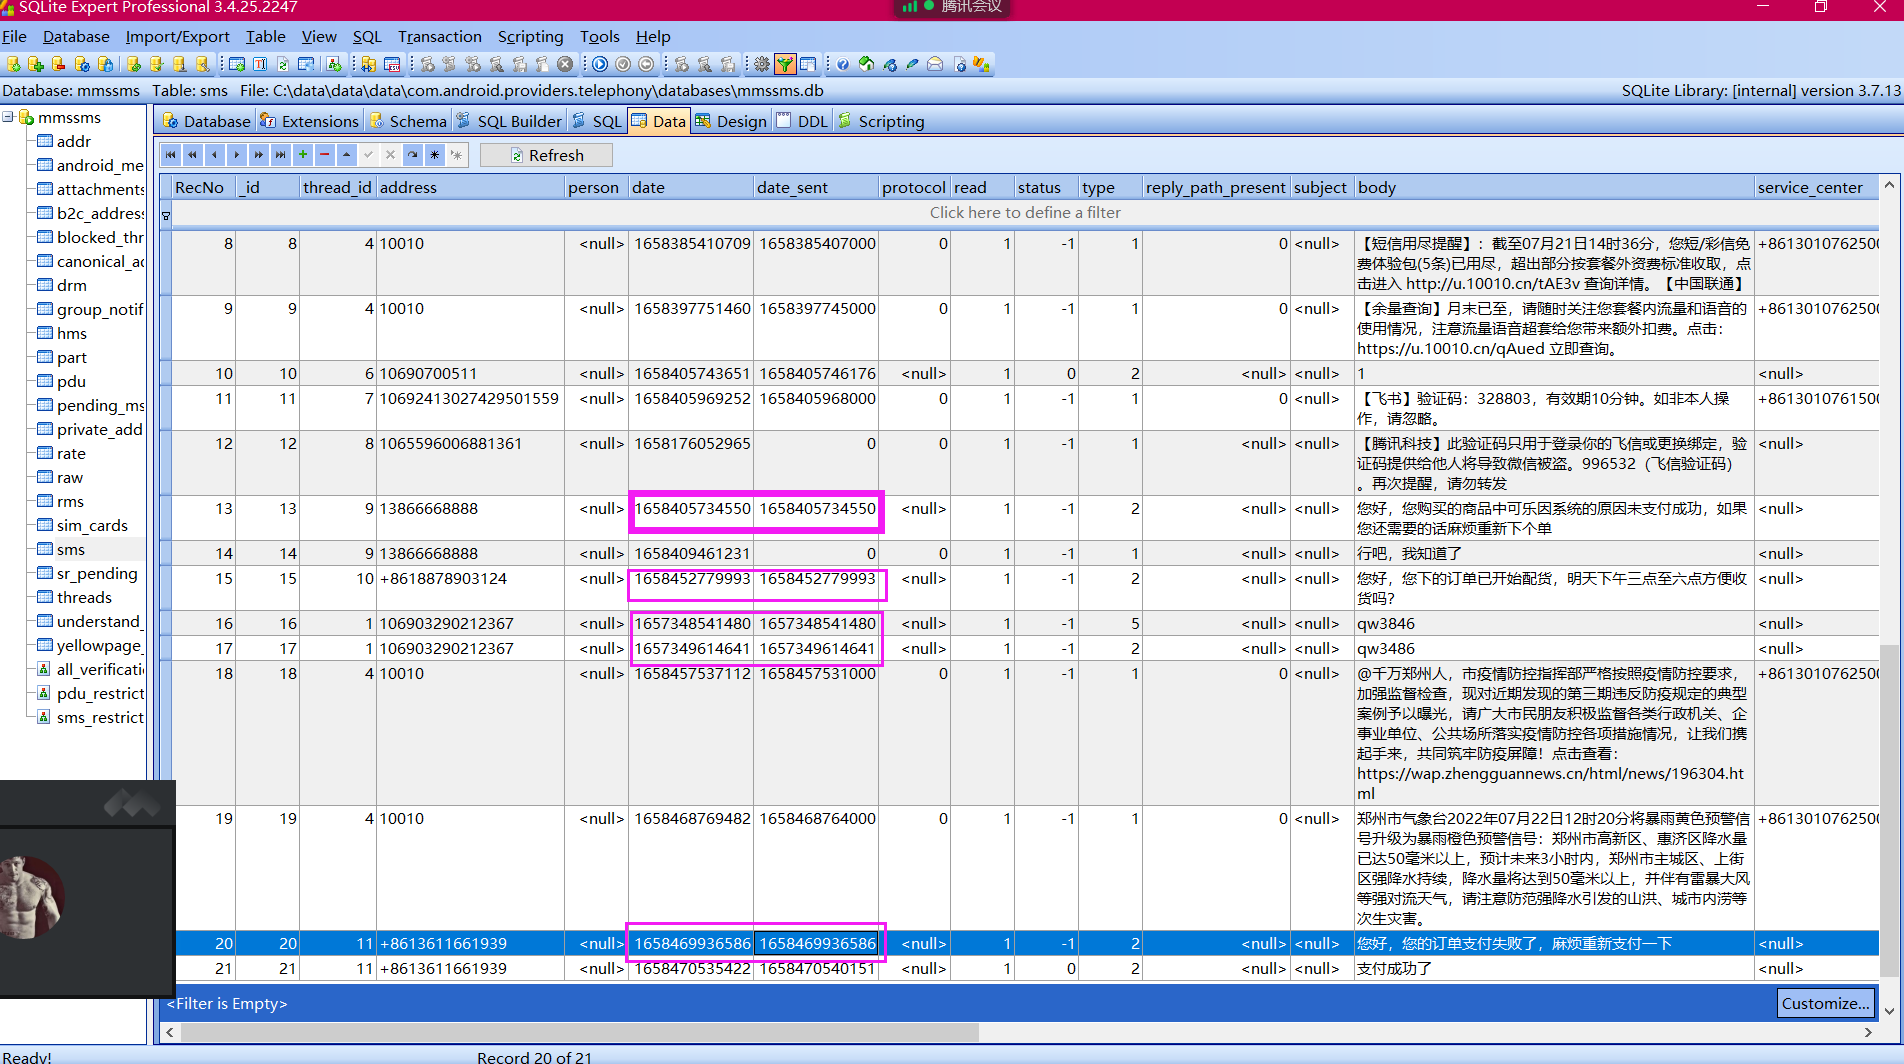 SQLite Expert Professional 3.4.25.2247
腾讯会议
File Database Import/Export Table View SQL Transaction Scripting Tools Help
Database: mmssms Table: sms File: C:\data\data\data\com.android.providers.telephony\databases\mmssms.db SQLite Library: [internal] version 3.7.13
mmssms
addr
android_me
attachments
b2c_address
blocked_thr
canonical_ac
drm
group_notif
hms
part
pdu
pending_ms
private_add
rate
raw
rms
sim_cards
sms
sr_pending
threads
understand_
yellowpage_
all_verificati
pdu_restrict
sms_restrict
Database Extensions Schema SQL Builder SQL Data Design DDL Scripting
Refresh
RecNo _id thread_id address person date date_sent protocol read status type reply_path_present subject body service_center
Click here to define a filter
8 8 4 10010 <null> 1658385410709 1658385407000 0 1 -1 1 0 <null> 【短信用尽提醒】：截至07月21日14时36分，您短/彩信免 +8613010762500
费体验包(5条)已用尽，超出部分按套餐外资费标准收取，点
击进入 http://u.10010.cn/tAE3v 查询详情。【中国联通】
9 9 4 10010 <null> 1658397751460 1658397745000 0 1 -1 1 0 <null> 【余量查询】月末已至，请随时关注您套餐内流量和语音的 +8613010762500
使用情况，注意流量语音超套给您带来额外扣费。点击：
https://u.10010.cn/qAued 立即查询。
10 10 6 10690700511 <null> 1658405743651 1658405746176 <null> 1 0 2 <null> <null> 1 <null>
11 11 7 10692413027429501559 <null> 1658405969252 1658405968000 0 1 -1 1 0 <null> 【飞书】验证码：328803，有效期10分钟。如非本人操 +8613010761500
作，请忽略。
12 12 8 1065596006881361 <null> 1658176052965 0 0 1 -1 1 <null> <null> 【腾讯科技】此验证码只用于登录你的飞信或更换绑定，验 <null>
证码提供给他人将导致微信被盗。996532（飞信验证码）
。再次提醒，请勿转发
13 13 9 13866668888 <null> 1658405734550 1658405734550 <null> 1 -1 2 <null> <null> 您好，您购买的商品中可乐因系统的原因未支付成功，如果 <null>
您还需要的话麻烦重新下个单
14 14 9 13866668888 <null> 1658409461231 0 0 1 -1 1 <null> <null> 行吧，我知道了 <null>
15 15 10 +8618878903124 <null> 1658452779993 1658452779993 <null> 1 -1 2 <null> <null> 您好，您下的订单已开始配货，明天下午三点至六点方便收 <null>
货吗？
16 16 1 106903290212367 <null> 1657348541480 1657348541480 <null> 1 -1 5 <null> <null> qw3846 <null>
17 17 1 106903290212367 <null> 1657349614641 1657349614641 <null> 1 -1 2 <null> <null> qw3486 <null>
18 18 4 10010 <null> 1658457537112 1658457531000 0 1 -1 1 0 <null> @千万郑州人，市疫情防控指挥部严格按照疫情防控要求， +8613010762500
加强监督检查，现对近期发现的第三期违反防疫规定的典型
案例予以曝光，请广大市民朋友积极监督各类行政机关、企
事业单位、公共场所落实疫情防控各项措施情况，让我们携
起手来，共同筑牢防疫屏障！点击查看：
https://wap.zhengguannews.cn/html/news/196304.ht
ml
19 19 4 10010 <null> 1658468769482 1658468764000 0 1 -1 1 0 <null> 郑州市气象台2022年07月22日12时20分将暴雨黄色预警信 +8613010762500
号升级为暴雨橙色预警信号：郑州市高新区、惠济区降水量
已达50毫米以上，预计未来3小时内，郑州市主城区、上街
区强降水持续，降水量将达到50毫米以上，并伴有雷暴大风
等强对流天气，请注意防范强降水引发的山洪、城市内涝等
次生灾害。
20 20 11 +8613611661939 <null> 1658469936586 1658469936586 <null> 1 -1 2 <null> <null> 您好，您的订单支付失败了，麻烦重新支付一下 <null>
21 21 11 +8613611661939 <null> 1658470535422 1658470540151 <null> 1 0 2 <null> <null> 支付成功了 <null>
<Filter is Empty> Customize...
Ready! Record 20 of 21